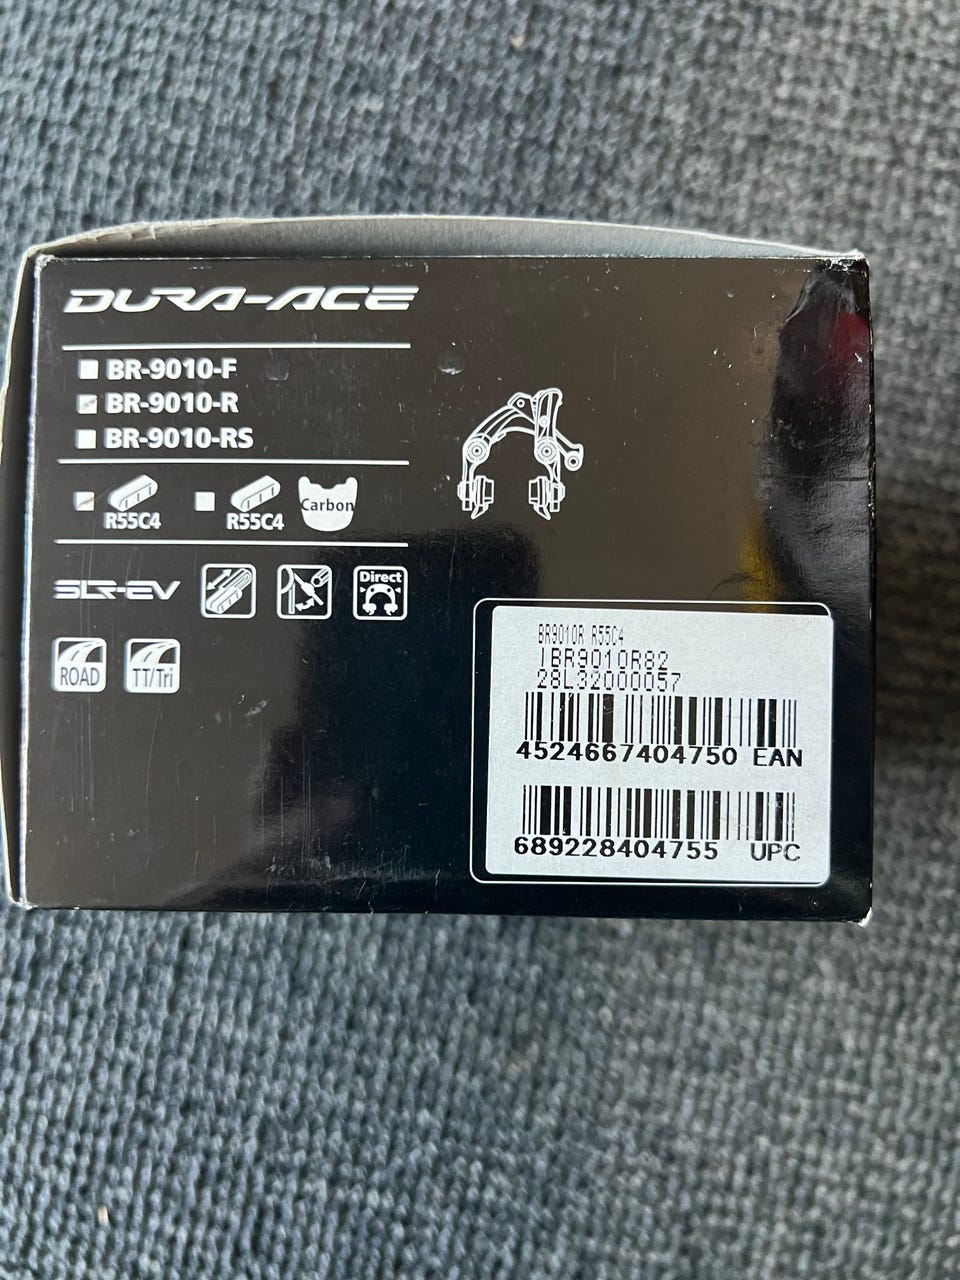 DURA-ACE
BR-9010-F
BR-9010-R
BR-9010-RS
R55C4 R55C4 Carbon
SLR-EV Direct
ROAD TT/Tri
BR9010R R55C4
IBR9010R82
28L32000057
4524667404750 EAN
689228404755 UPC